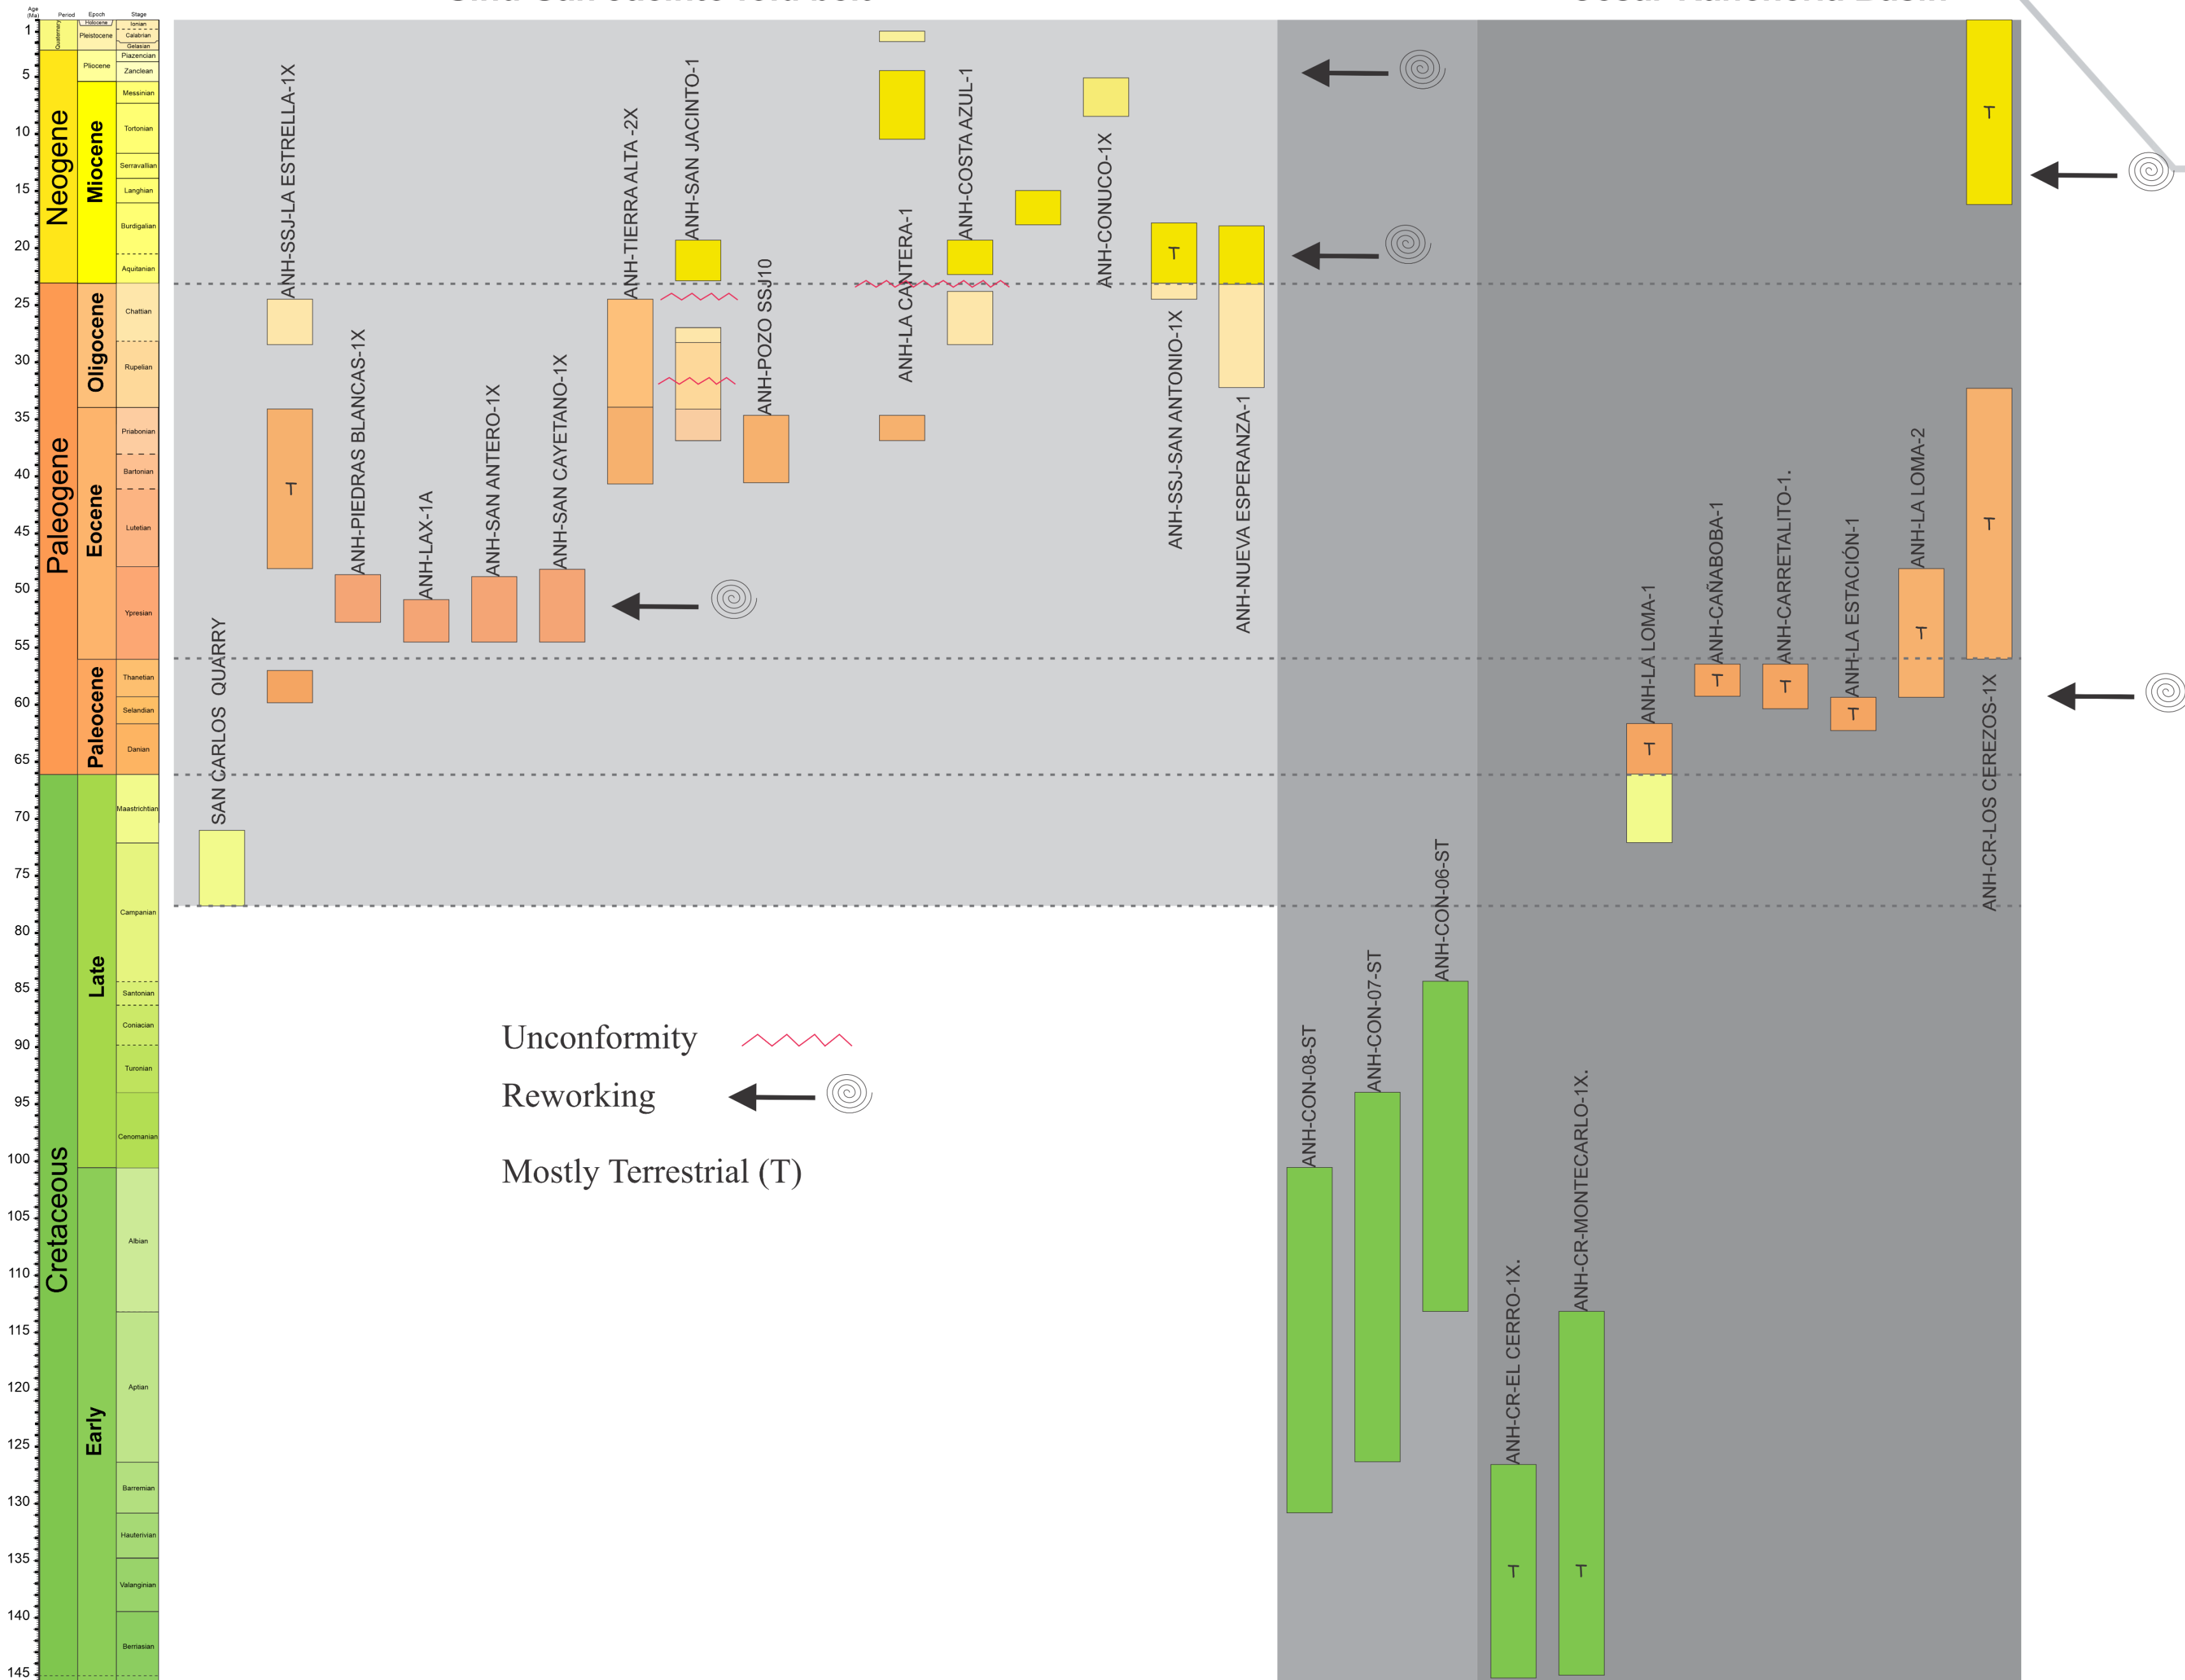 Age
(Ma)
Period
Epoch
Stage
Quaternery
Holocene
Pleistocene
Ionian
Calabrian
Gelasian
Neogene
Pliocene
Piazencian
Zanclean
Miocene
Messinian
Tortonian
Serravallian
Langhian
Burdigalian
Aquitanian
Paleogene
Oligocene
Chattian
Rupelian
Eocene
Priabonian
Bartonian
Lutetian
Ypresian
Paleocene
Thanetian
Selandian
Danian
Cretaceous
Late
Maastrichtian
Campanian
Santonian
Coniacian
Turonian
Cenomanian
Early
Albian
Aptian
Barremian
Hauterivian
Valanginian
Berriasian
1
5
10
15
20
25
30
35
40
45
50
55
60
65
70
75
80
85
90
95
100
105
110
115
120
125
130
135
140
145
SAN CARLOS QUARRY
ANH-SSJ-LA ESTRELLA-1X
T
ANH-PIEDRAS BLANCAS-1X
ANH-LAX-1A
ANH-SAN ANTERO-1X
ANH-SAN CAYETANO-1X
ANH-TIERRA ALTA -2X
ANH-SAN JACINTO-1
ANH-POZO SSJ10
ANH-LA CANTERA-1
ANH-COSTA AZUL-1
ANH-CONUCO-1X
ANH-SSJ-SAN ANTONIO-1X
T
ANH-NUEVA ESPERANZA-1
ANH-CON-08-ST
ANH-CON-07-ST
ANH-CON-06-ST
ANH-CR-EL CERRO-1X.
T
ANH-CR-MONTECARLO-1X.
T
ANH-LA LOMA-1
T
ANH-CAÑABOBA-1
T
ANH-CARRETALITO-1.
T
ANH-LA ESTACIÓN-1
T
ANH-LA LOMA-2
T
ANH-CR-LOS CEREZOS-1X
T
T
Unconformity
Reworking
Mostly Terrestrial (T)